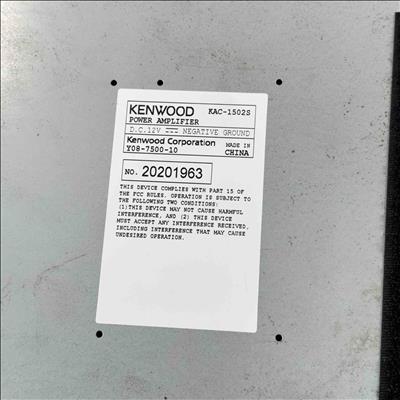 KENWOOD KAC-1502S
POWER AMPLIFIER
D.C.12V ⎓ NEGATIVE GROUND
Kenwood Corporation MADE IN
Y08-7500-10 CHINA
NO. 20201963
THIS DEVICE COMPLIES WITH PART 15 OF
THE FCC RULES. OPERATION IS SUBJECT TO
THE FOLLOWING TWO CONDITIONS:
(1)THIS DEVICE MAY NOT CAUSE HARMFUL
INTERFERENCE, AND (2) THIS DEVICE
MUST ACCEPT ANY INTERFERENCE RECEIVED,
INCLUDING INTERFERENCE THAT MAY CAUSE
UNDESIRED OPERATION.